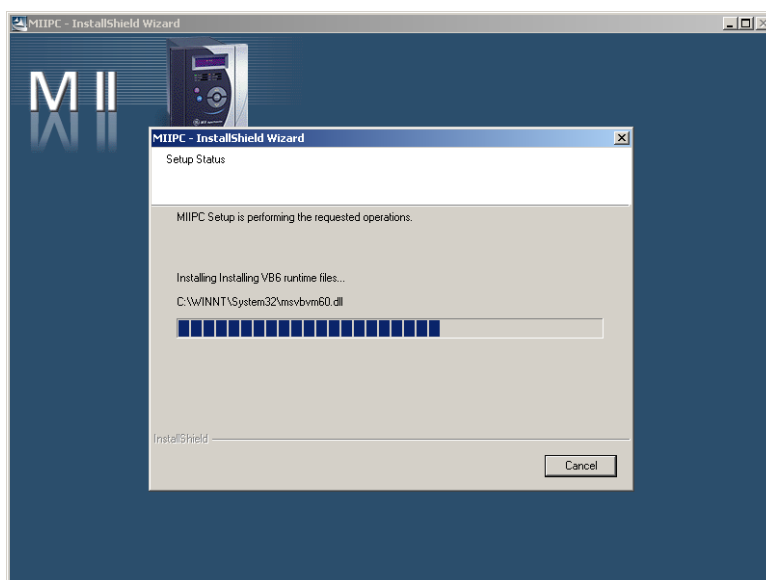 MIIPC - InstallShield Wizard
M II
MIIPC - InstallShield Wizard
Setup Status
MIIPC Setup is performing the requested operations.
Installing Installing VB6 runtime files...
C:\WINNT\System32\msvbvm60.dll
InstallShield
Cancel